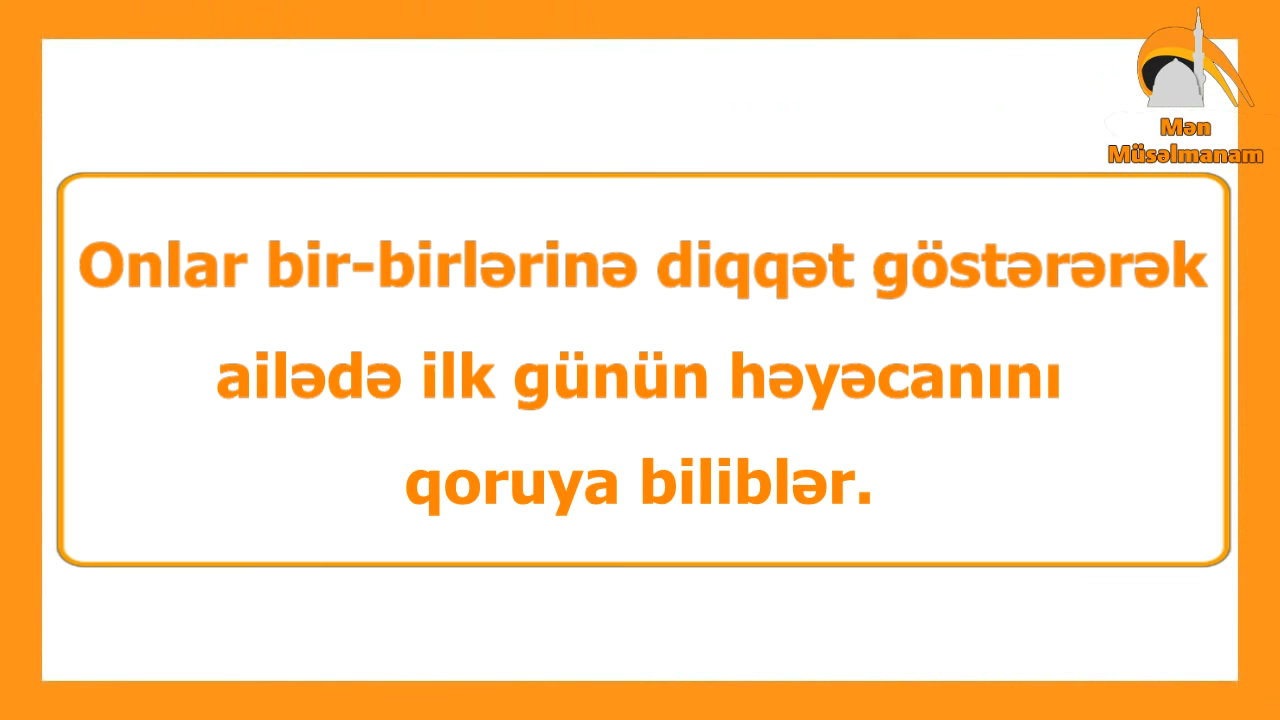 Mən
Müsəlmanam
Onlar bir-birlərinə diqqət göstərərək
ailədə ilk günün həyəcanını
qoruya biliblər.